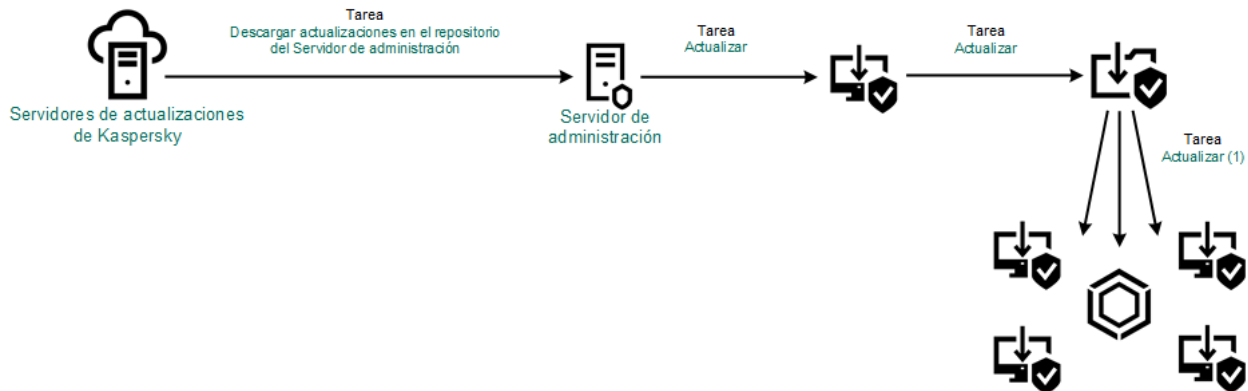 Tarea
Descargar actualizaciones en el repositorio
del Servidor de administración
Servidores de actualizaciones
de Kaspersky
Servidor de
administración
Tarea
Actualizar
Tarea
Actualizar
Tarea
Actualizar (1)